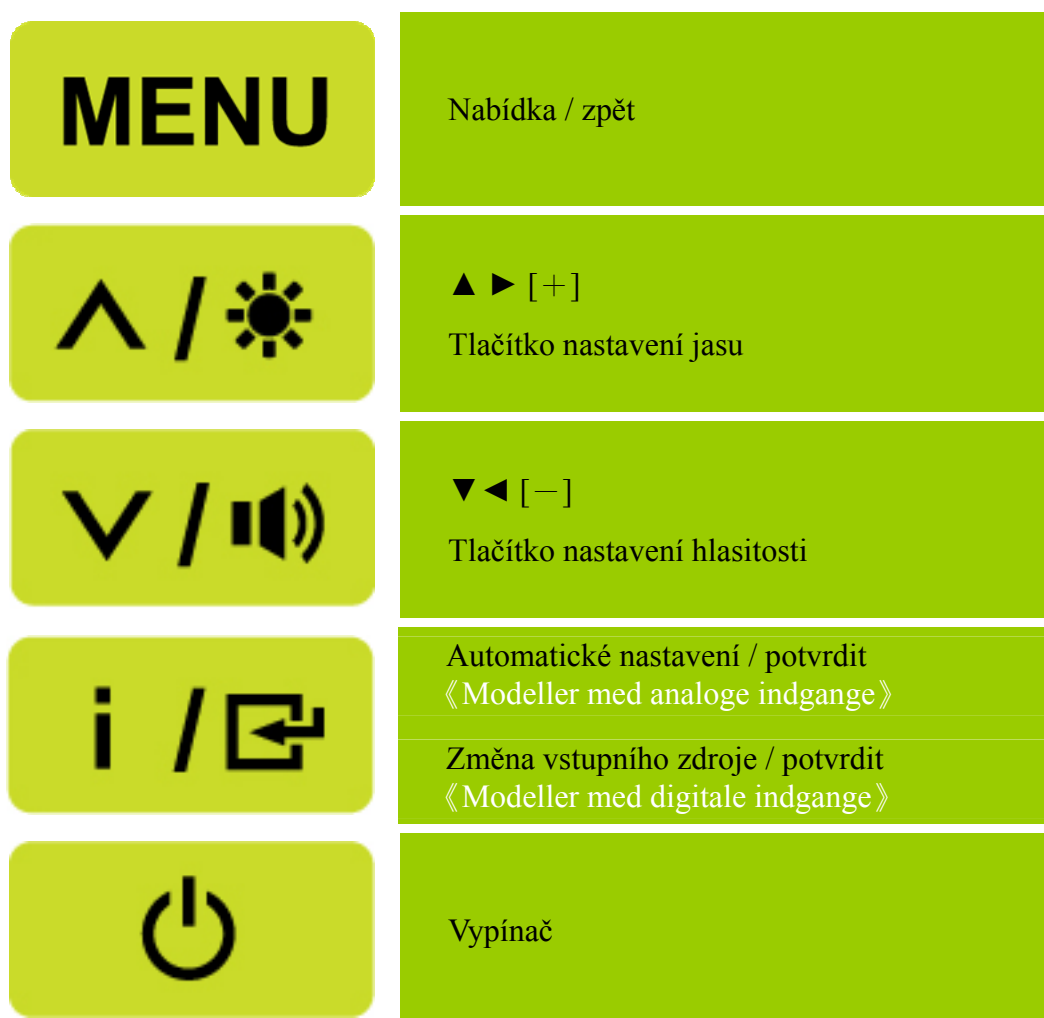 MENU
Nabídka / zpět
∧ /
▲ ► [+]
Tlačítko nastavení jasu
∨ /
▼◄ [−]
Tlačítko nastavení hlasitosti
i /
Automatické nastavení / potvrdit
《Modeller med analoge indgange》
Změna vstupního zdroje / potvrdit
《Modeller med digitale indgange》
Vypínač